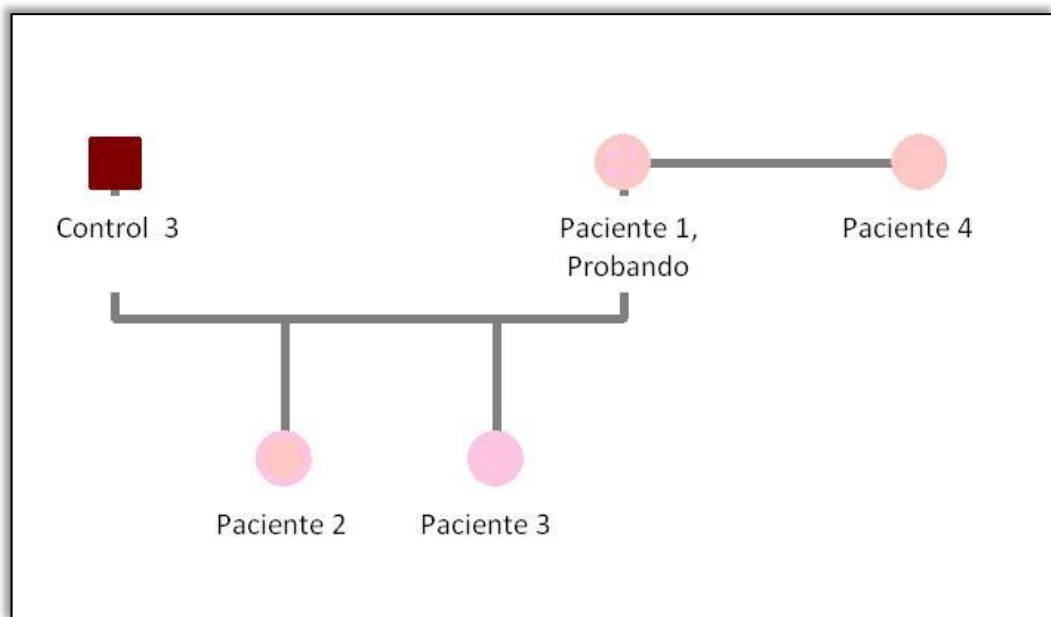 Control 3
Paciente 1,
Probando
Paciente 4
Paciente 2
Paciente 3